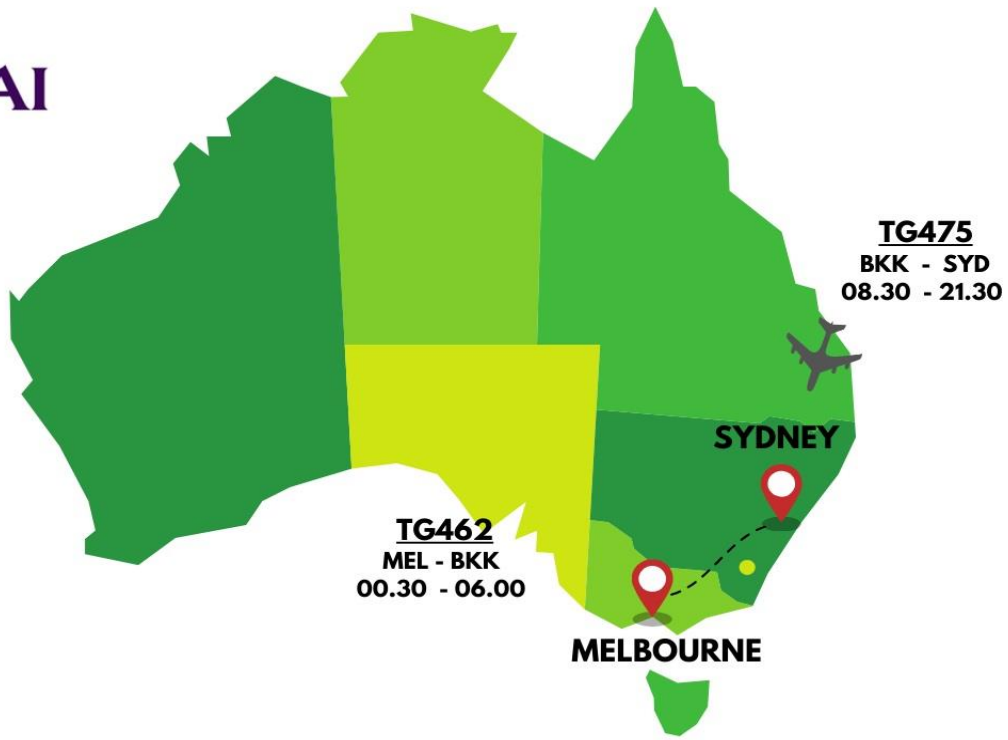 AI
TG475
BKK - SYD
08.30 - 21.30
SYDNEY
TG462
MEL - BKK
00.30 - 06.00
MELBOURNE